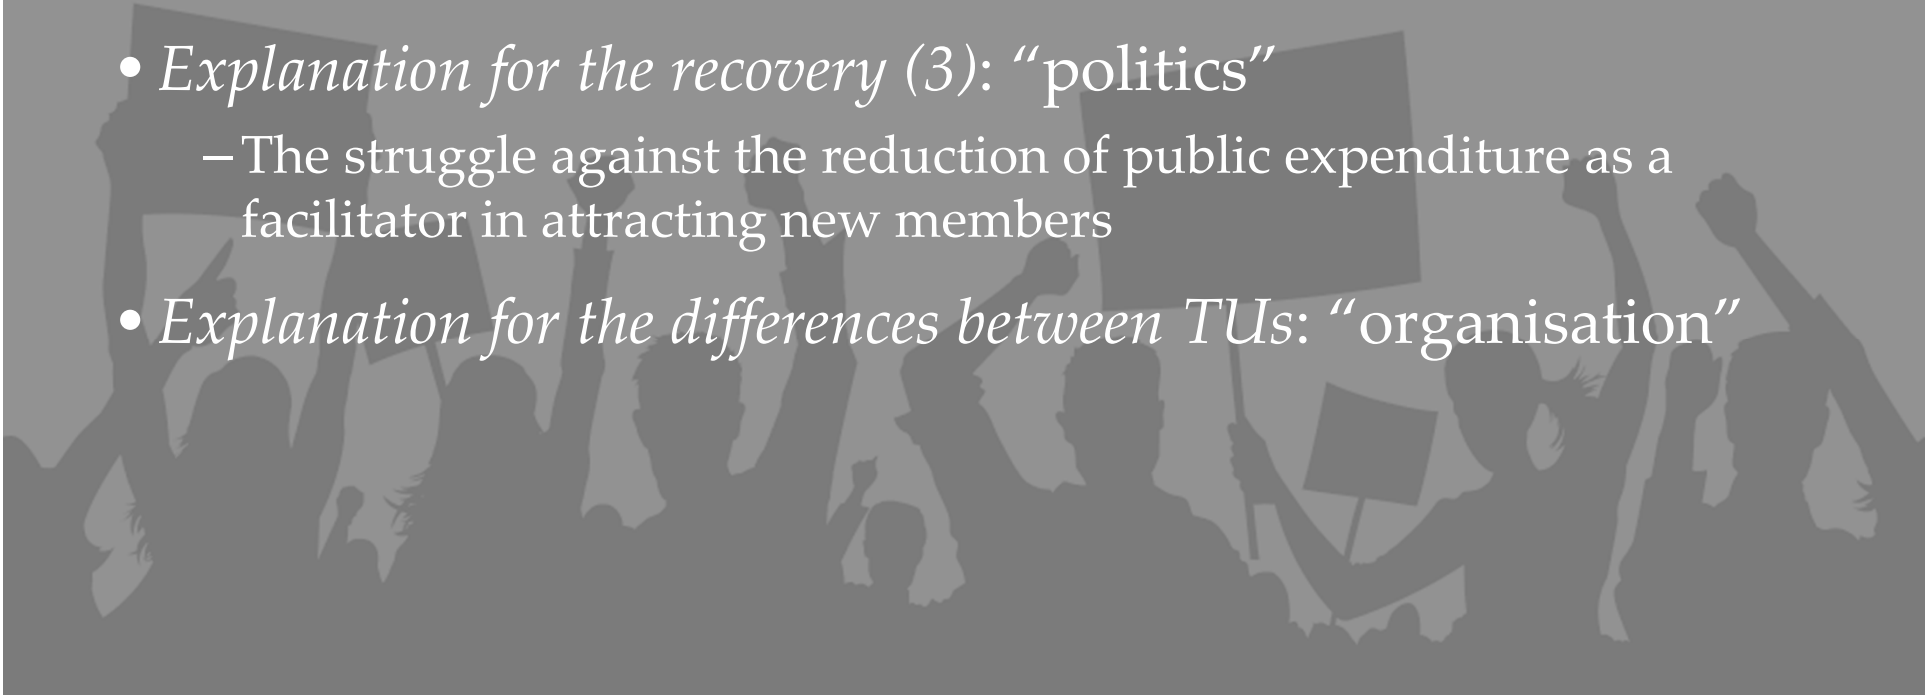 • Explanation for the recovery (3): “politics”
– The struggle against the reduction of public expenditure as a
facilitator in attracting new members
• Explanation for the differences between TUs: “organisation”